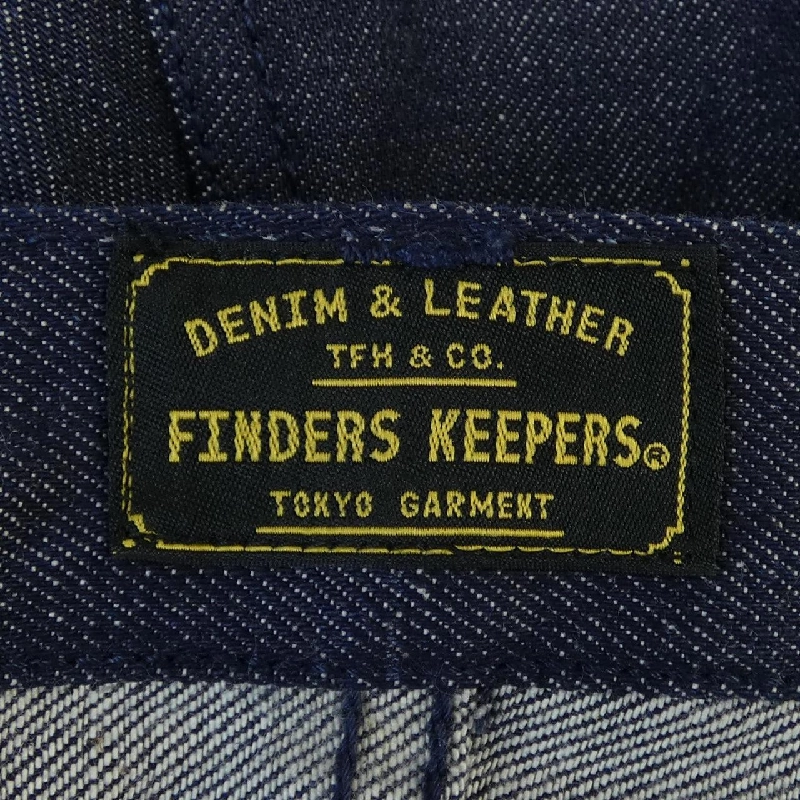 DENIM & LEATHER
TFH & CO.
FINDERS KEEPERS®
TOKYO GARMENT